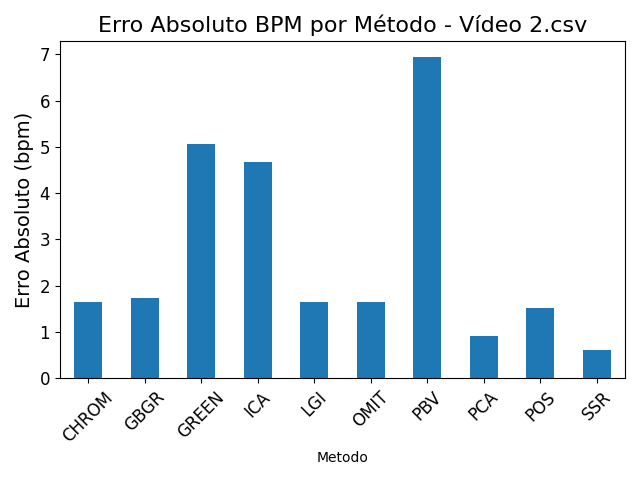 Erro Absoluto BPM por Método - Vídeo 2.csv
Erro Absoluto (bpm)
7
6
5
4
3
2
1
0
CHROM GBGR GREEN ICA LGI OMIT PBV PCA POS SSR
Metodo